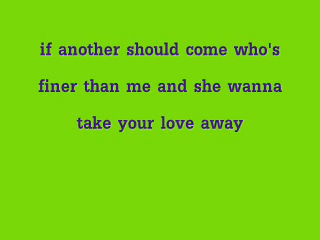 if another should come who's
finer than me and she wanna
take your love away